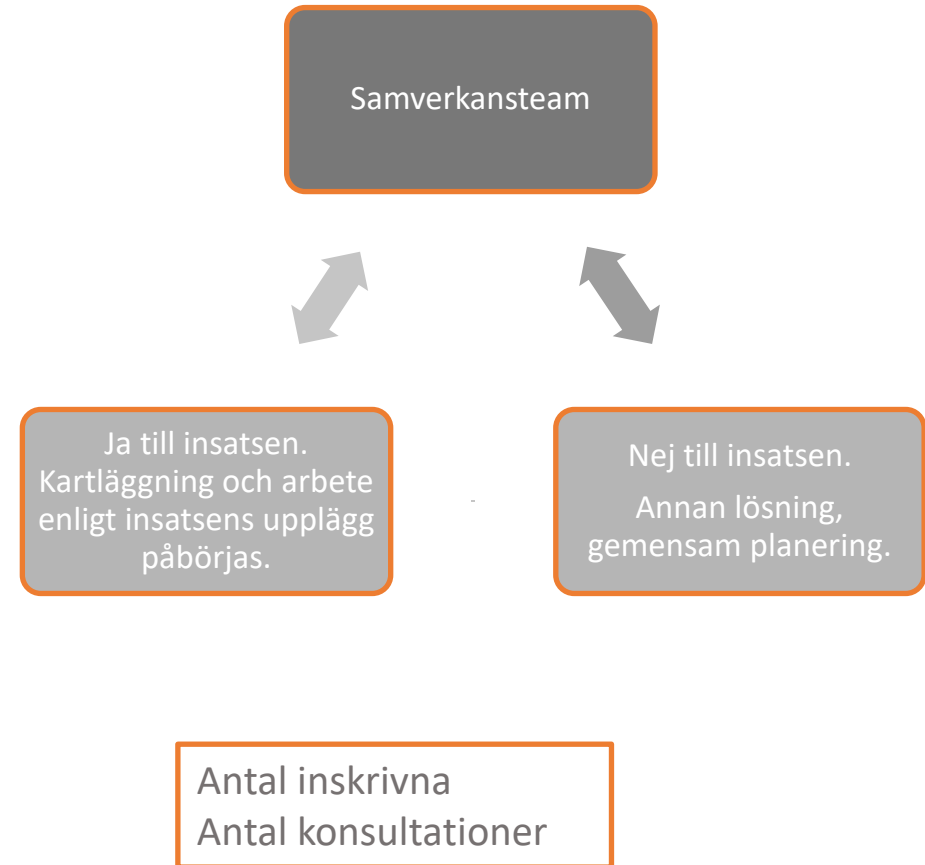 Samverkansteam
Ja till insatsen.
Kartläggning och arbete
enligt insatsens upplägg
påbörjas.
Nej till insatsen.
Annan lösning,
gemensam planering.
Antal inskrivna
Antal konsultationer